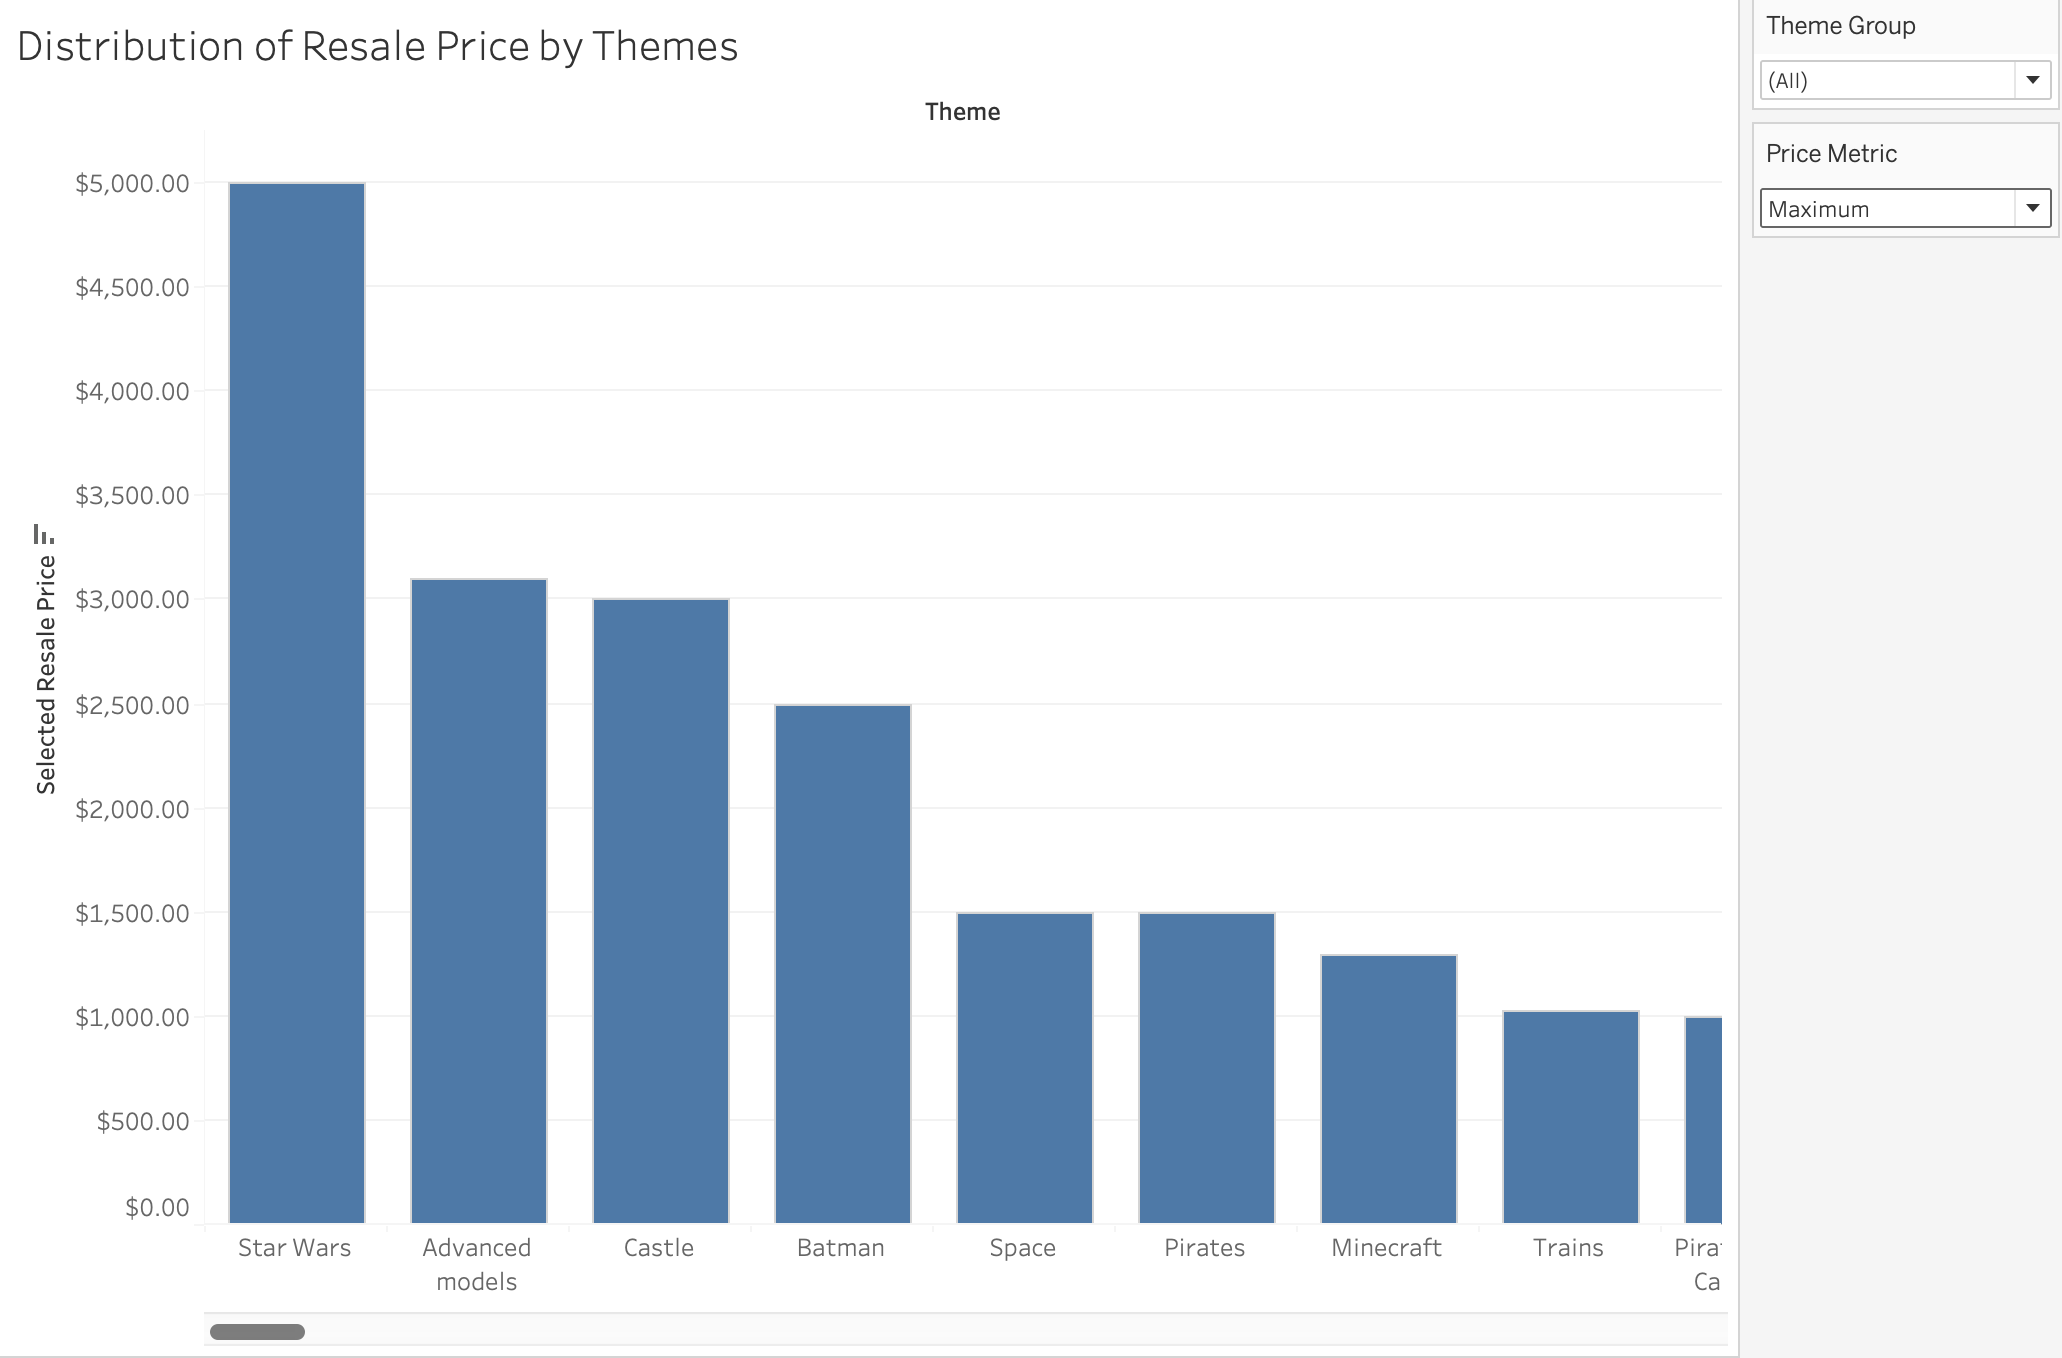 Distribution of Resale Price by Themes
Theme
Selected Resale Price
$5,000.00
$4,500.00
$4,000.00
$3,500.00
$3,000.00
$2,500.00
$2,000.00
$1,500.00
$1,000.00
$500.00
$0.00
Star Wars
Advanced
models
Castle
Batman
Space
Pirates
Minecraft
Trains
Theme Group
(All)
Price Metric
Maximum